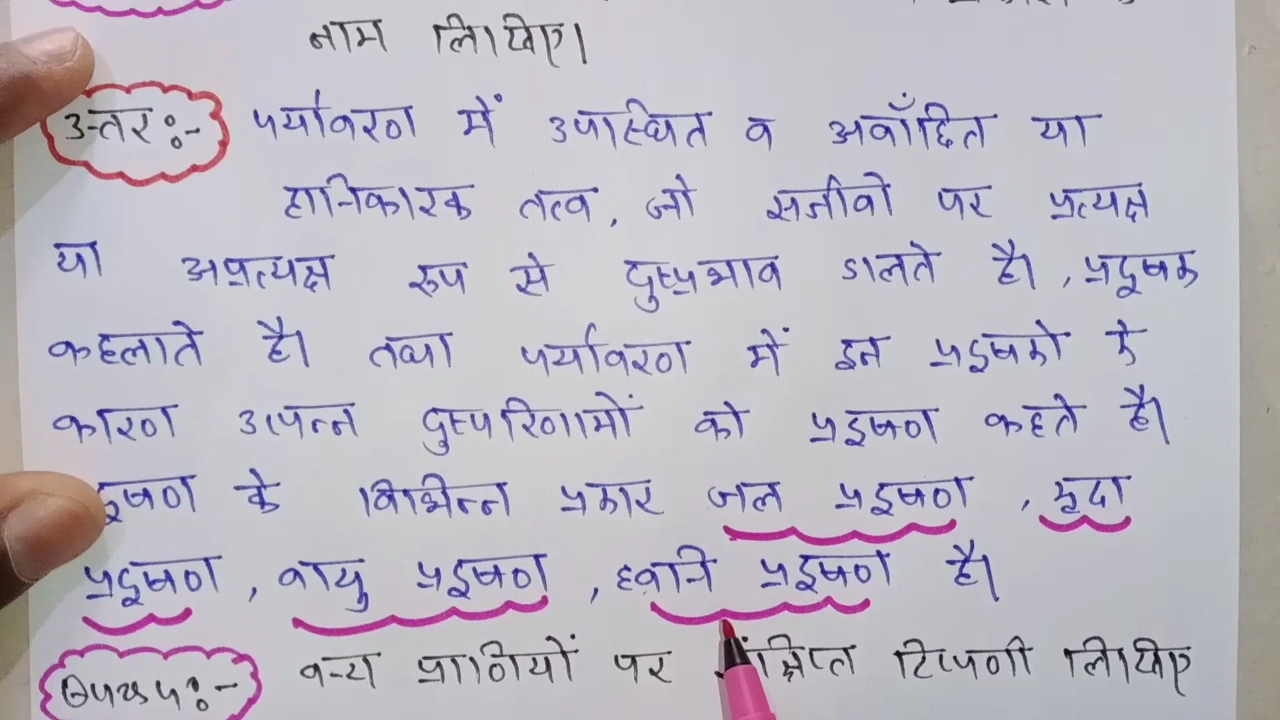 नाम लिखिए।
उत्तर:- पर्यावरण में उपास्थित व अवाँछित या
हानिकारक तत्व, जो सजीवो पर प्रत्यक्ष
या अप्रत्यक्ष रूप से दुष्प्रभाव डालते है। ,प्रदूषक
कहलाते है। तथा पर्यावरण में इन प्रदूषको के
कारण उत्पन्न दुष्परिणामों को प्रदूषण कहते है।
दूषण के विभिन्न प्रकार जल प्रदूषण , मृदा
प्रदूषण , वायु प्रदूषण , ध्वनि प्रदूषण है।
वन्य प्राणियों पर संक्षिप्त टिप्पणी लिखिए